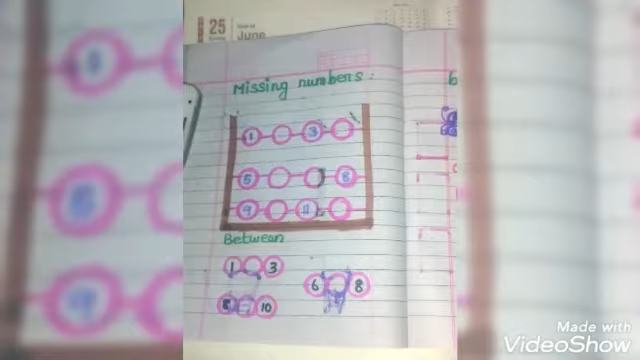 25
June
Missing numbers :
1 3
5 8
9 11
Between
1 3
6 8
8 10
Made with
VideoShow